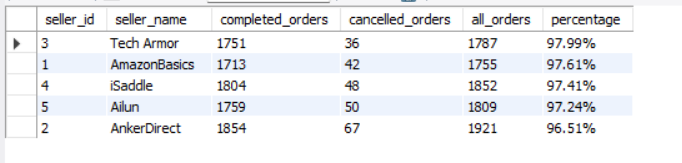 seller_id seller_name completed_orders cancelled_orders all_orders percentage
3 Tech Armor 1751 36 1787 97.99%
1 AmazonBasics 1713 42 1755 97.61%
4 iSaddle 1804 48 1852 97.41%
5 Ailun 1759 50 1809 97.24%
2 AnkerDirect 1854 67 1921 96.51%